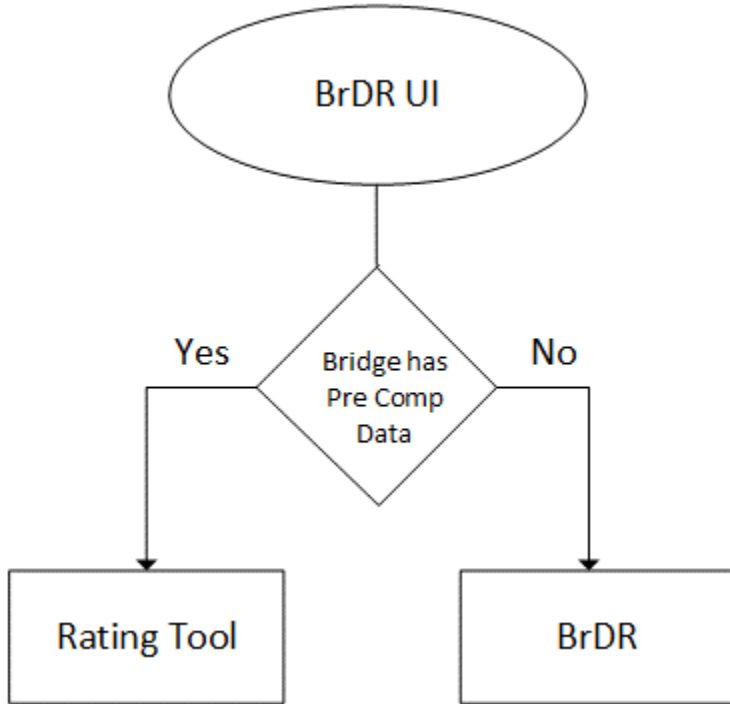 BrDR UI
Yes
No
Bridge has
Pre Comp
Data
Rating Tool
BrDR